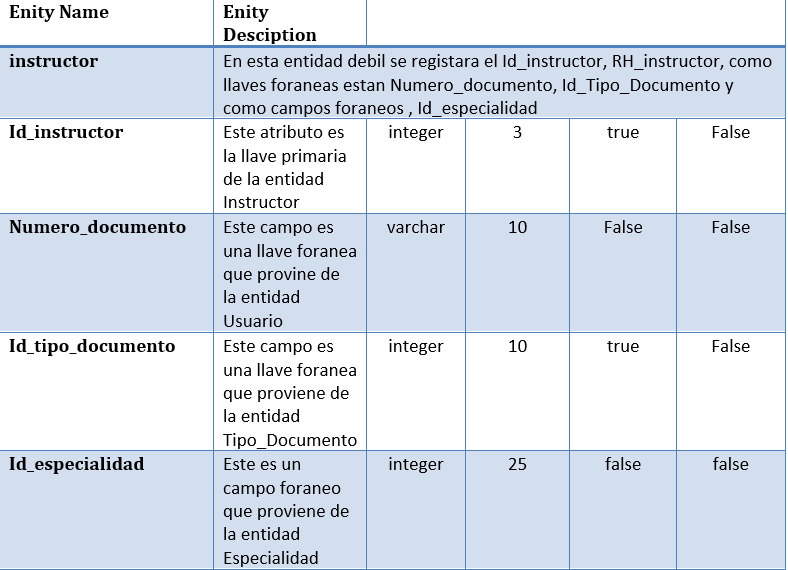 Enity Name
Enity
Desciption
instructor
En esta entidad debil se registara el Id_instructor, RH_instructor, como
llaves foraneas estan Numero_documento, Id_Tipo_Documento y
como campos foraneos , Id_especialidad
Id_instructor
Este atributo es
la llave primaria
de la entidad
Instructor
integer
3
true
False
Numero_documento
Este campo es
una llave foranea
que provine de
la entidad
Usuario
varchar
10
False
False
Id_tipo_documento
Este campo es
una llave foranea
que proviene de
la entidad
Tipo_Documento
integer
10
true
False
Id_especialidad
Este es un
campo foraneo
que proviene de
la entidad
Especialidad
integer
25
false
false